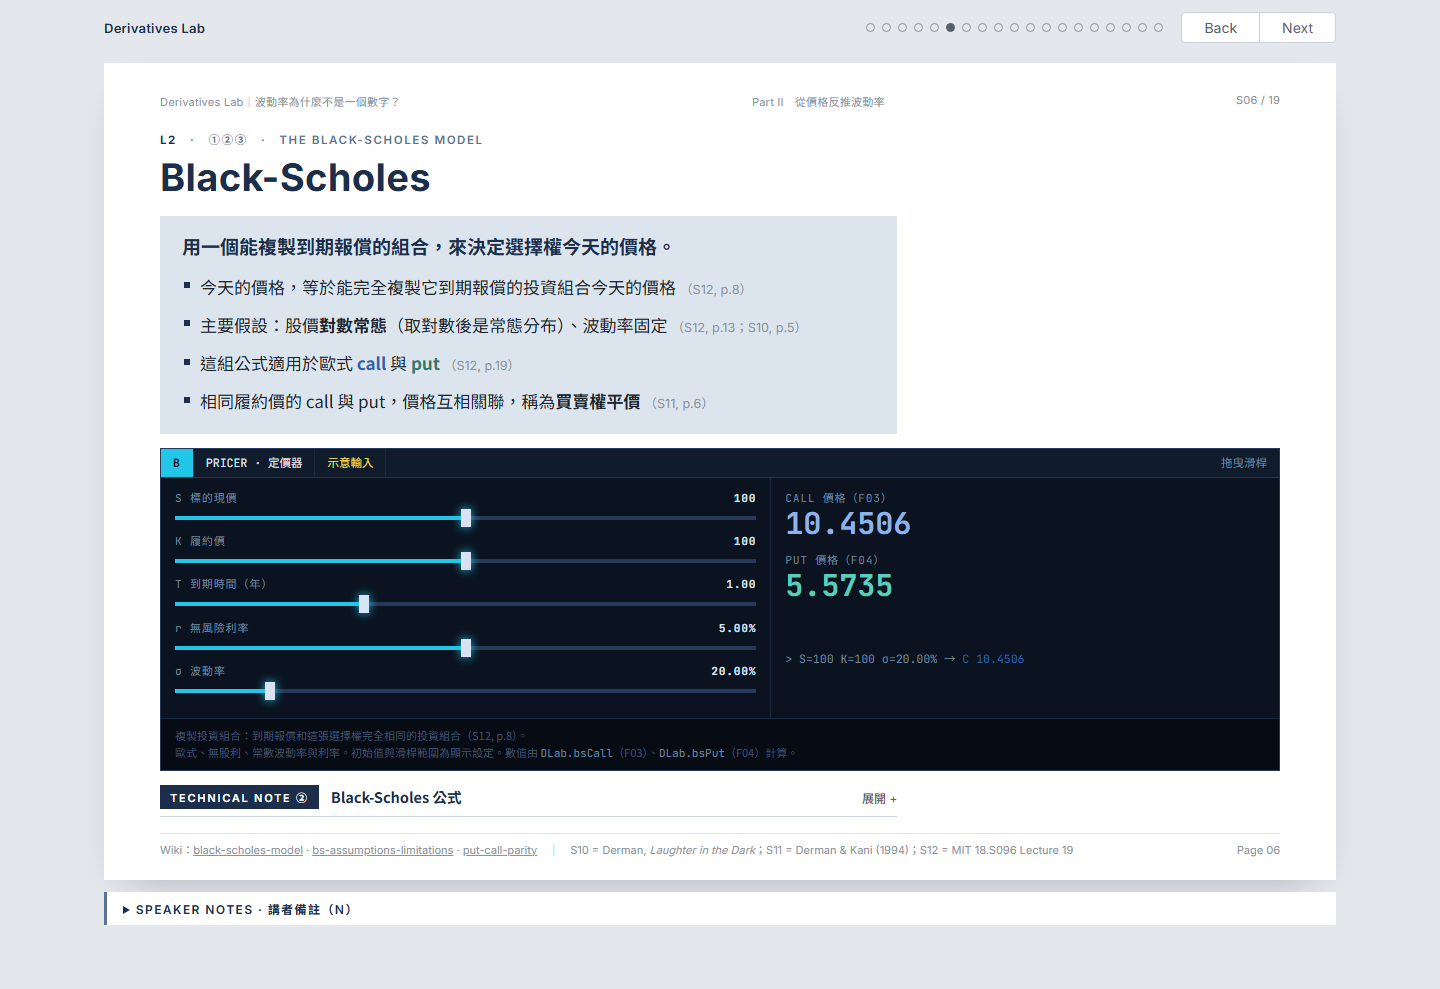 Derivatives Lab
Back
Next
Derivatives Lab | 波動率為什麼不是一個數字？
Part II 從價格反推波動率
S06 / 19
L2 · ①②③ · THE BLACK-SCHOLES MODEL
Black-Scholes
用一個能複製到期報償的組合，來決定選擇權今天的價格。
今天的價格，等於能完全複製它到期報償的投資組合今天的價格 （S12, p.8）
主要假設：股價對數常態（取對數後是常態分布）、波動率固定 （S12, p.13；S10, p.5）
這組公式適用於歐式 call 與 put （S12, p.19）
相同履約價的 call 與 put，價格互相關聯，稱為買賣權平價 （S11, p.6）
B
PRICER · 定價器
示意輸入
拖曳滑桿
S 標的現價 100
K 履約價 100
T 到期時間（年） 1.00
r 無風險利率 5.00%
σ 波動率 20.00%
CALL 價格（F03）
10.4506
PUT 價格（F04）
5.5735
> S=100 K=100 σ=20.00% → C 10.4506
複製投資組合：到期報償和這張選擇權完全相同的投資組合（S12, p.8）。
歐式、無股利、常數波動率與利率。初始值與滑桿範圍為顯示設定。數值由 DLab.bsCall（F03）、DLab.bsPut（F04）計算。
TECHNICAL NOTE ②
Black-Scholes 公式
展開 +
Wiki：black-scholes-model · bs-assumptions-limitations · put-call-parity | S10 = Derman, Laughter in the Dark；S11 = Derman & Kani (1994)；S12 = MIT 18.S096 Lecture 19
Page 06
▶ SPEAKER NOTES · 講者備註（N）